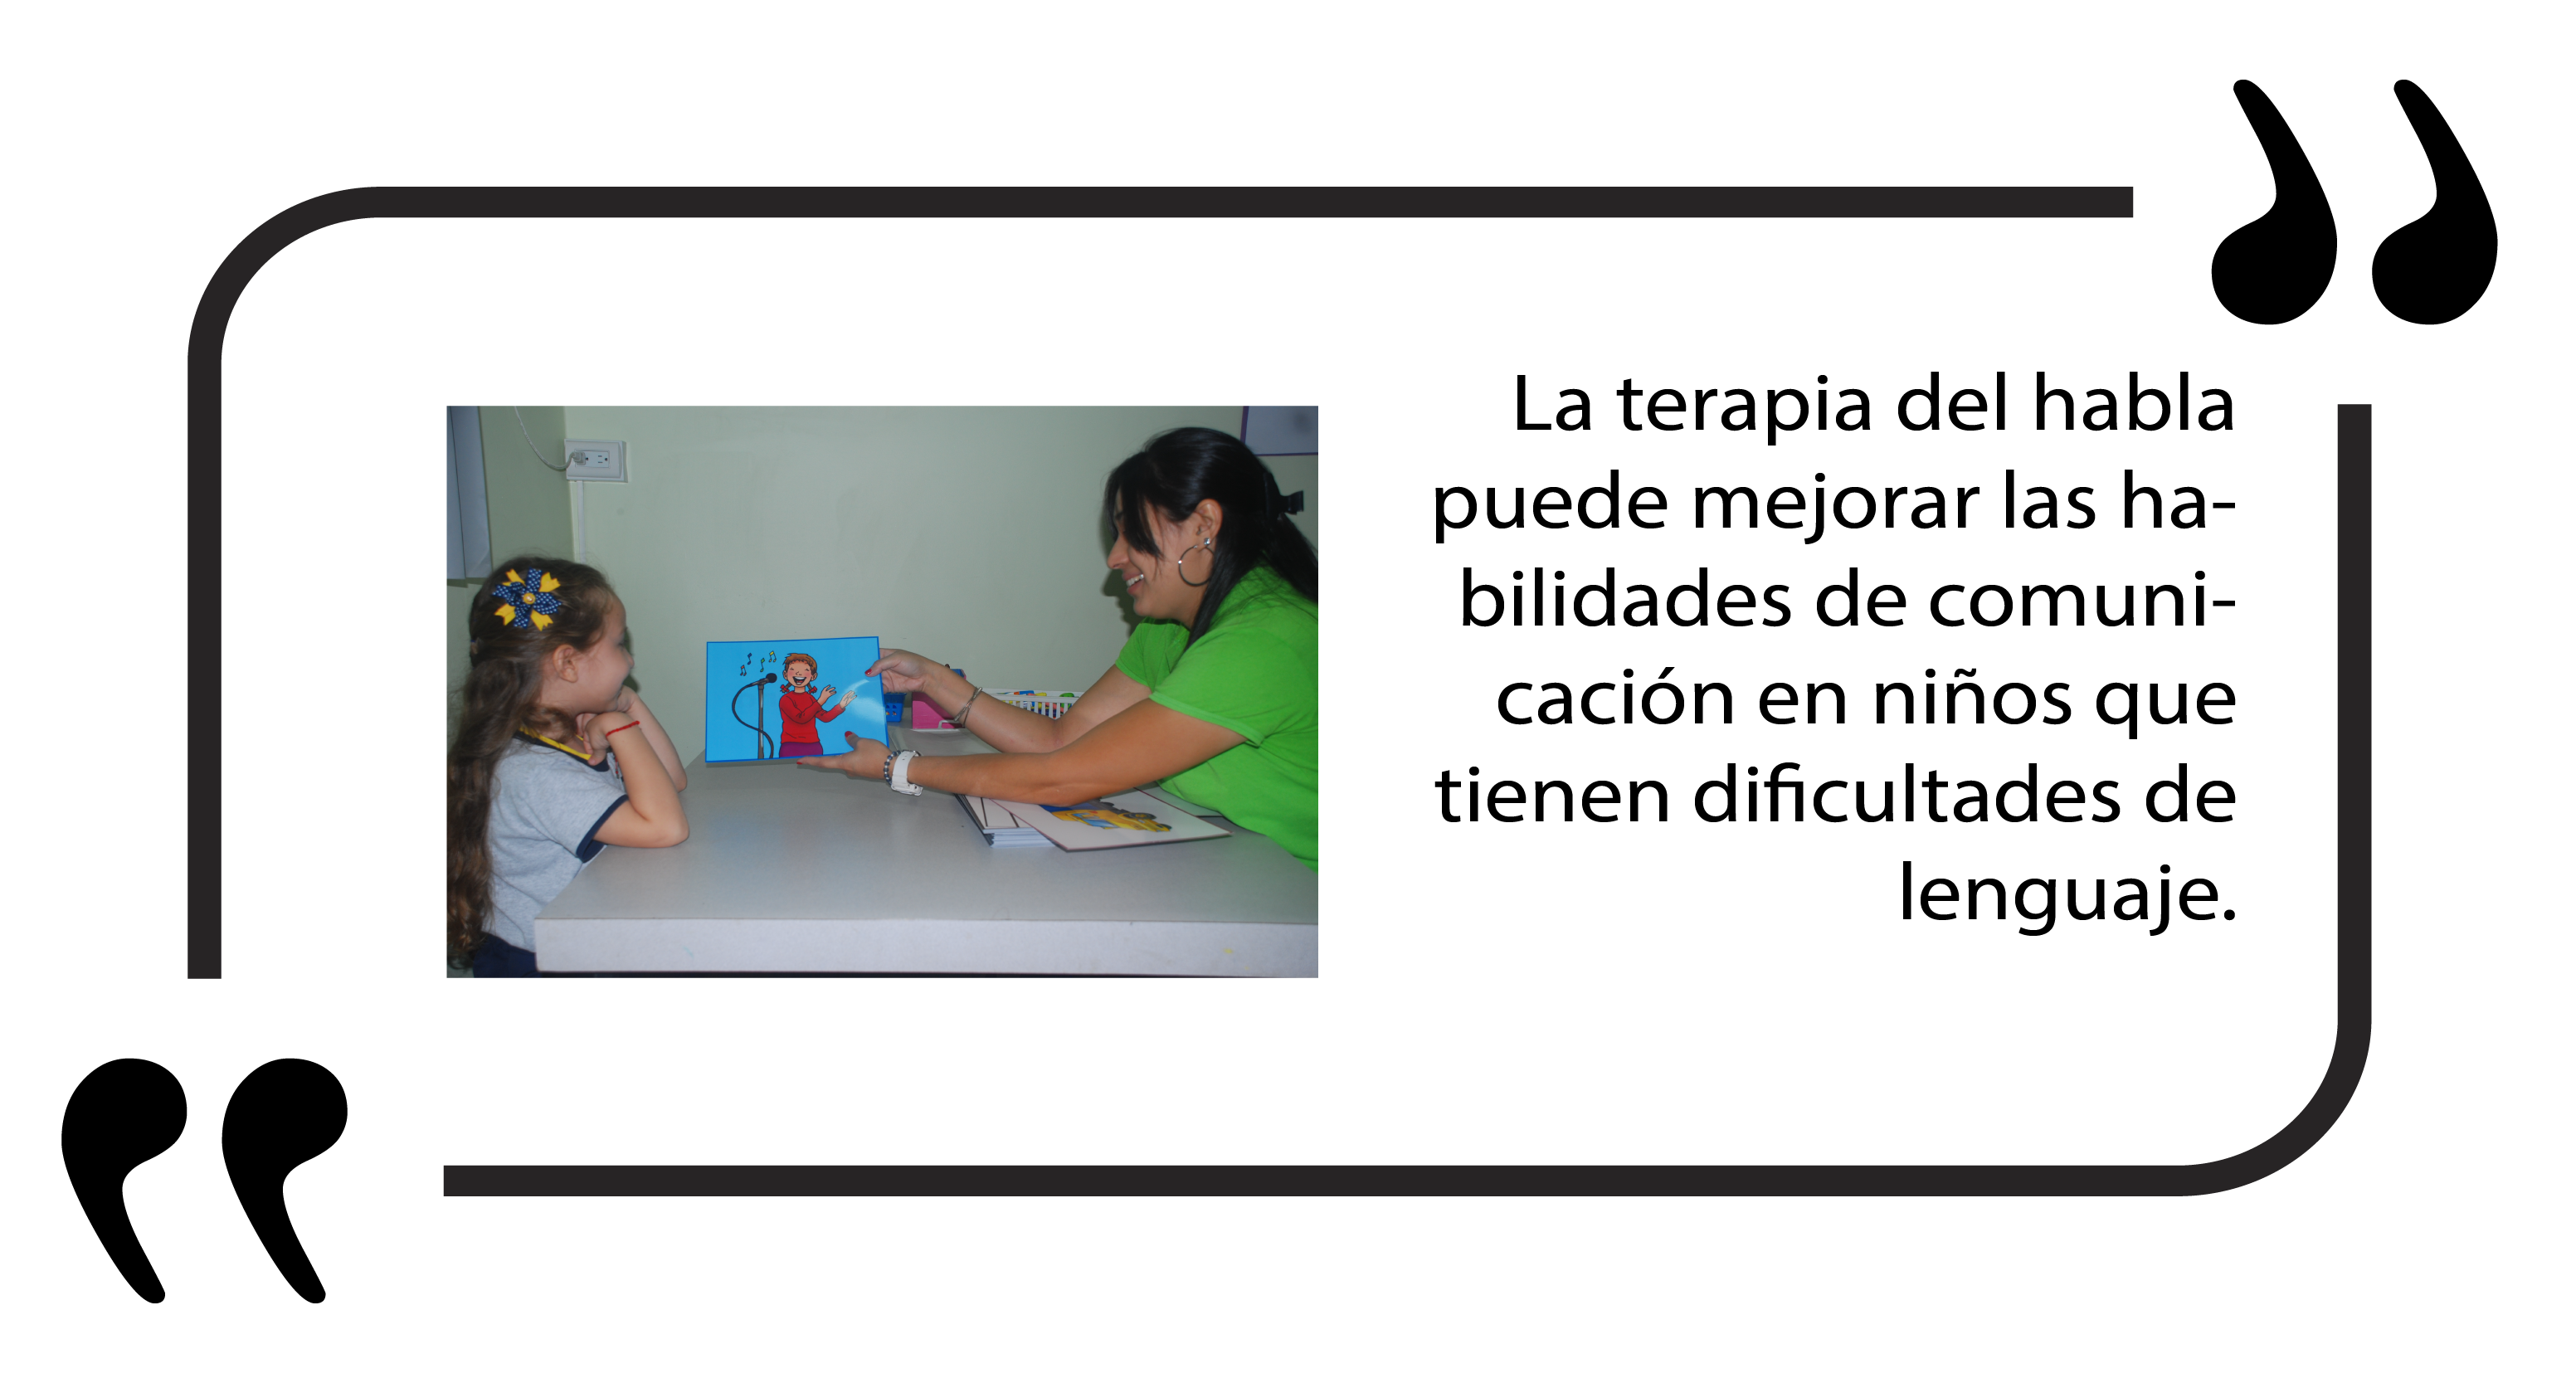 La terapia del habla
puede mejorar las ha-
bilidades de comuni-
cación en niños que
tienen dificultades de
lenguaje.